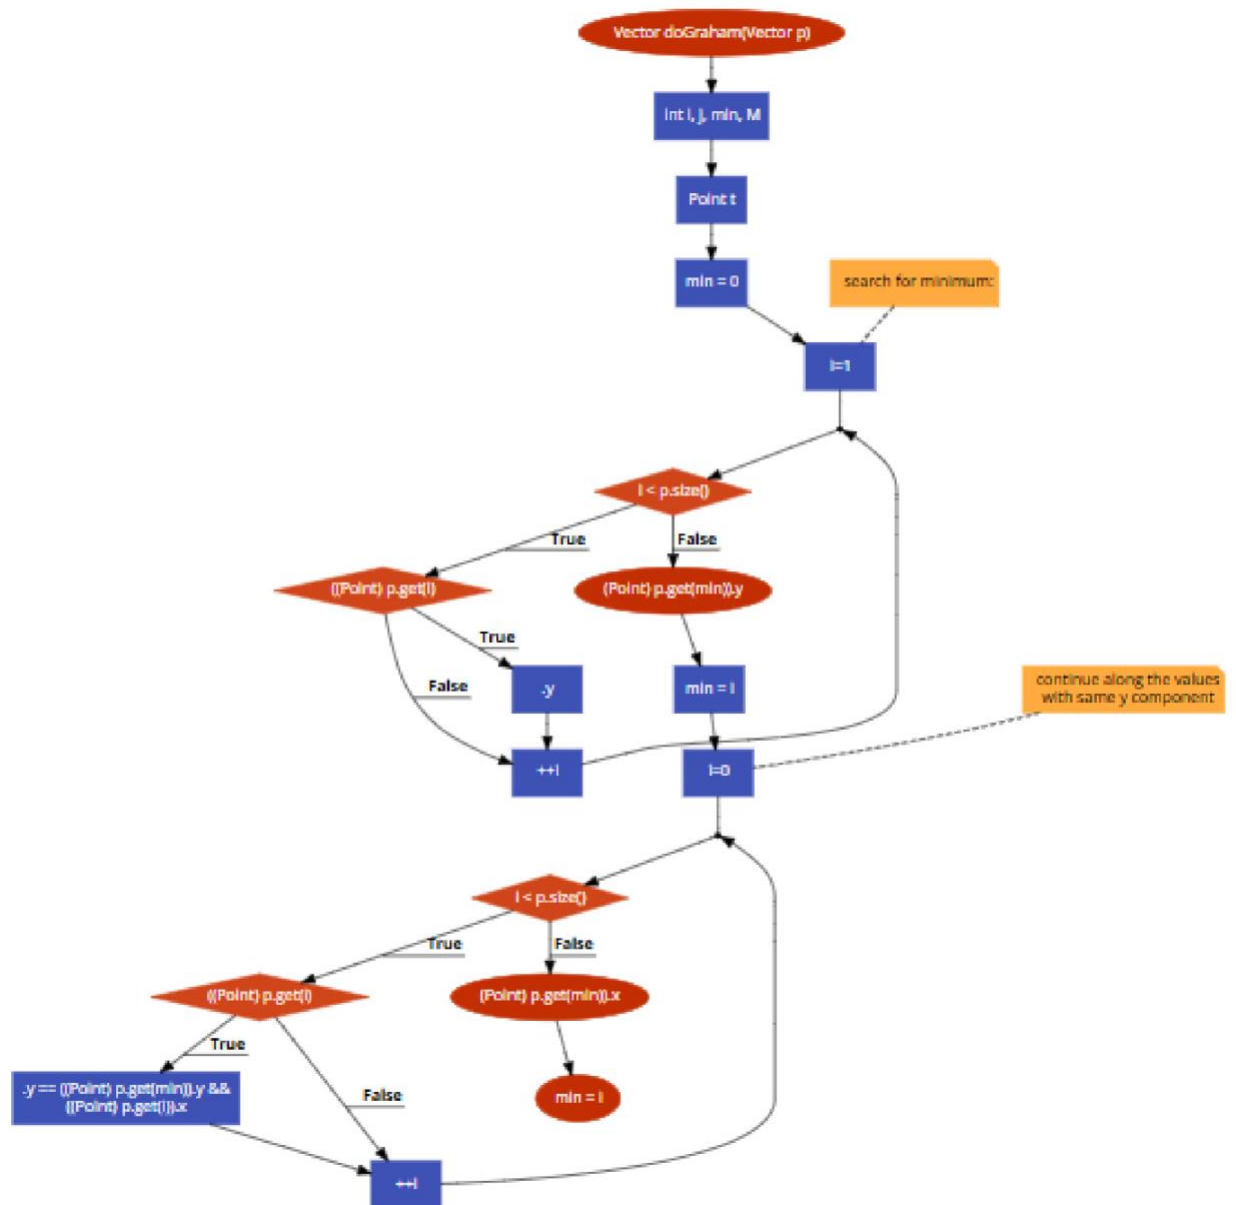 Vector doGraham(Vector p)
int i, j, min, M
Point t
min = 0
search for minimum:
i=1
i < p.size()
True
False
((Point) p.get(i)
(Point) p.get(min)).y
True
False
.y
min = i
continue along the values
with same y component
++i
i=0
i < p.size()
True
False
((Point) p.get(i)
(Point) p.get(min)).x
True
False
.y == ((Point) p.get(min)).y &&
((Point) p.get(i)).x
min = i
++i